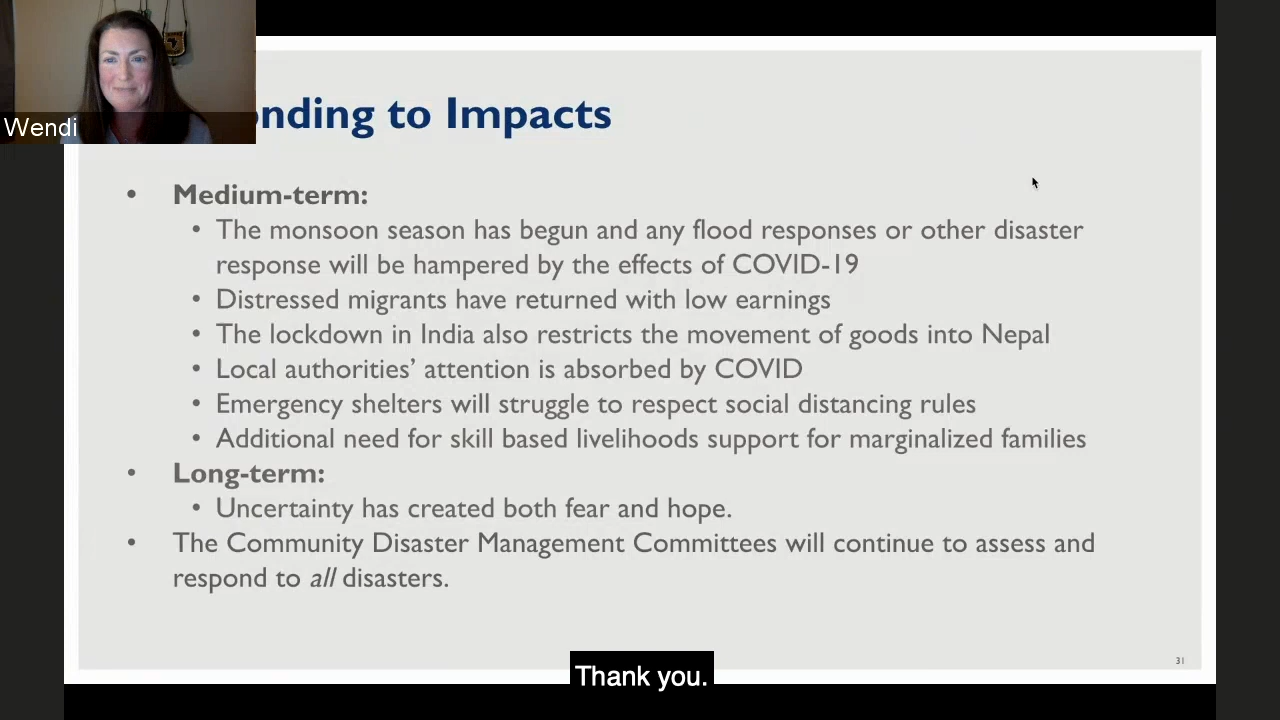 Wendi
onding to Impacts
• Medium-term:
• The monsoon season has begun and any flood responses or other disaster
response will be hampered by the effects of COVID-19
• Distressed migrants have returned with low earnings
• The lockdown in India also restricts the movement of goods into Nepal
• Local authorities’ attention is absorbed by COVID
• Emergency shelters will struggle to respect social distancing rules
• Additional need for skill based livelihoods support for marginalized families
• Long-term:
• Uncertainty has created both fear and hope.
• The Community Disaster Management Committees will continue to assess and
respond to all disasters.
31
Thank you.